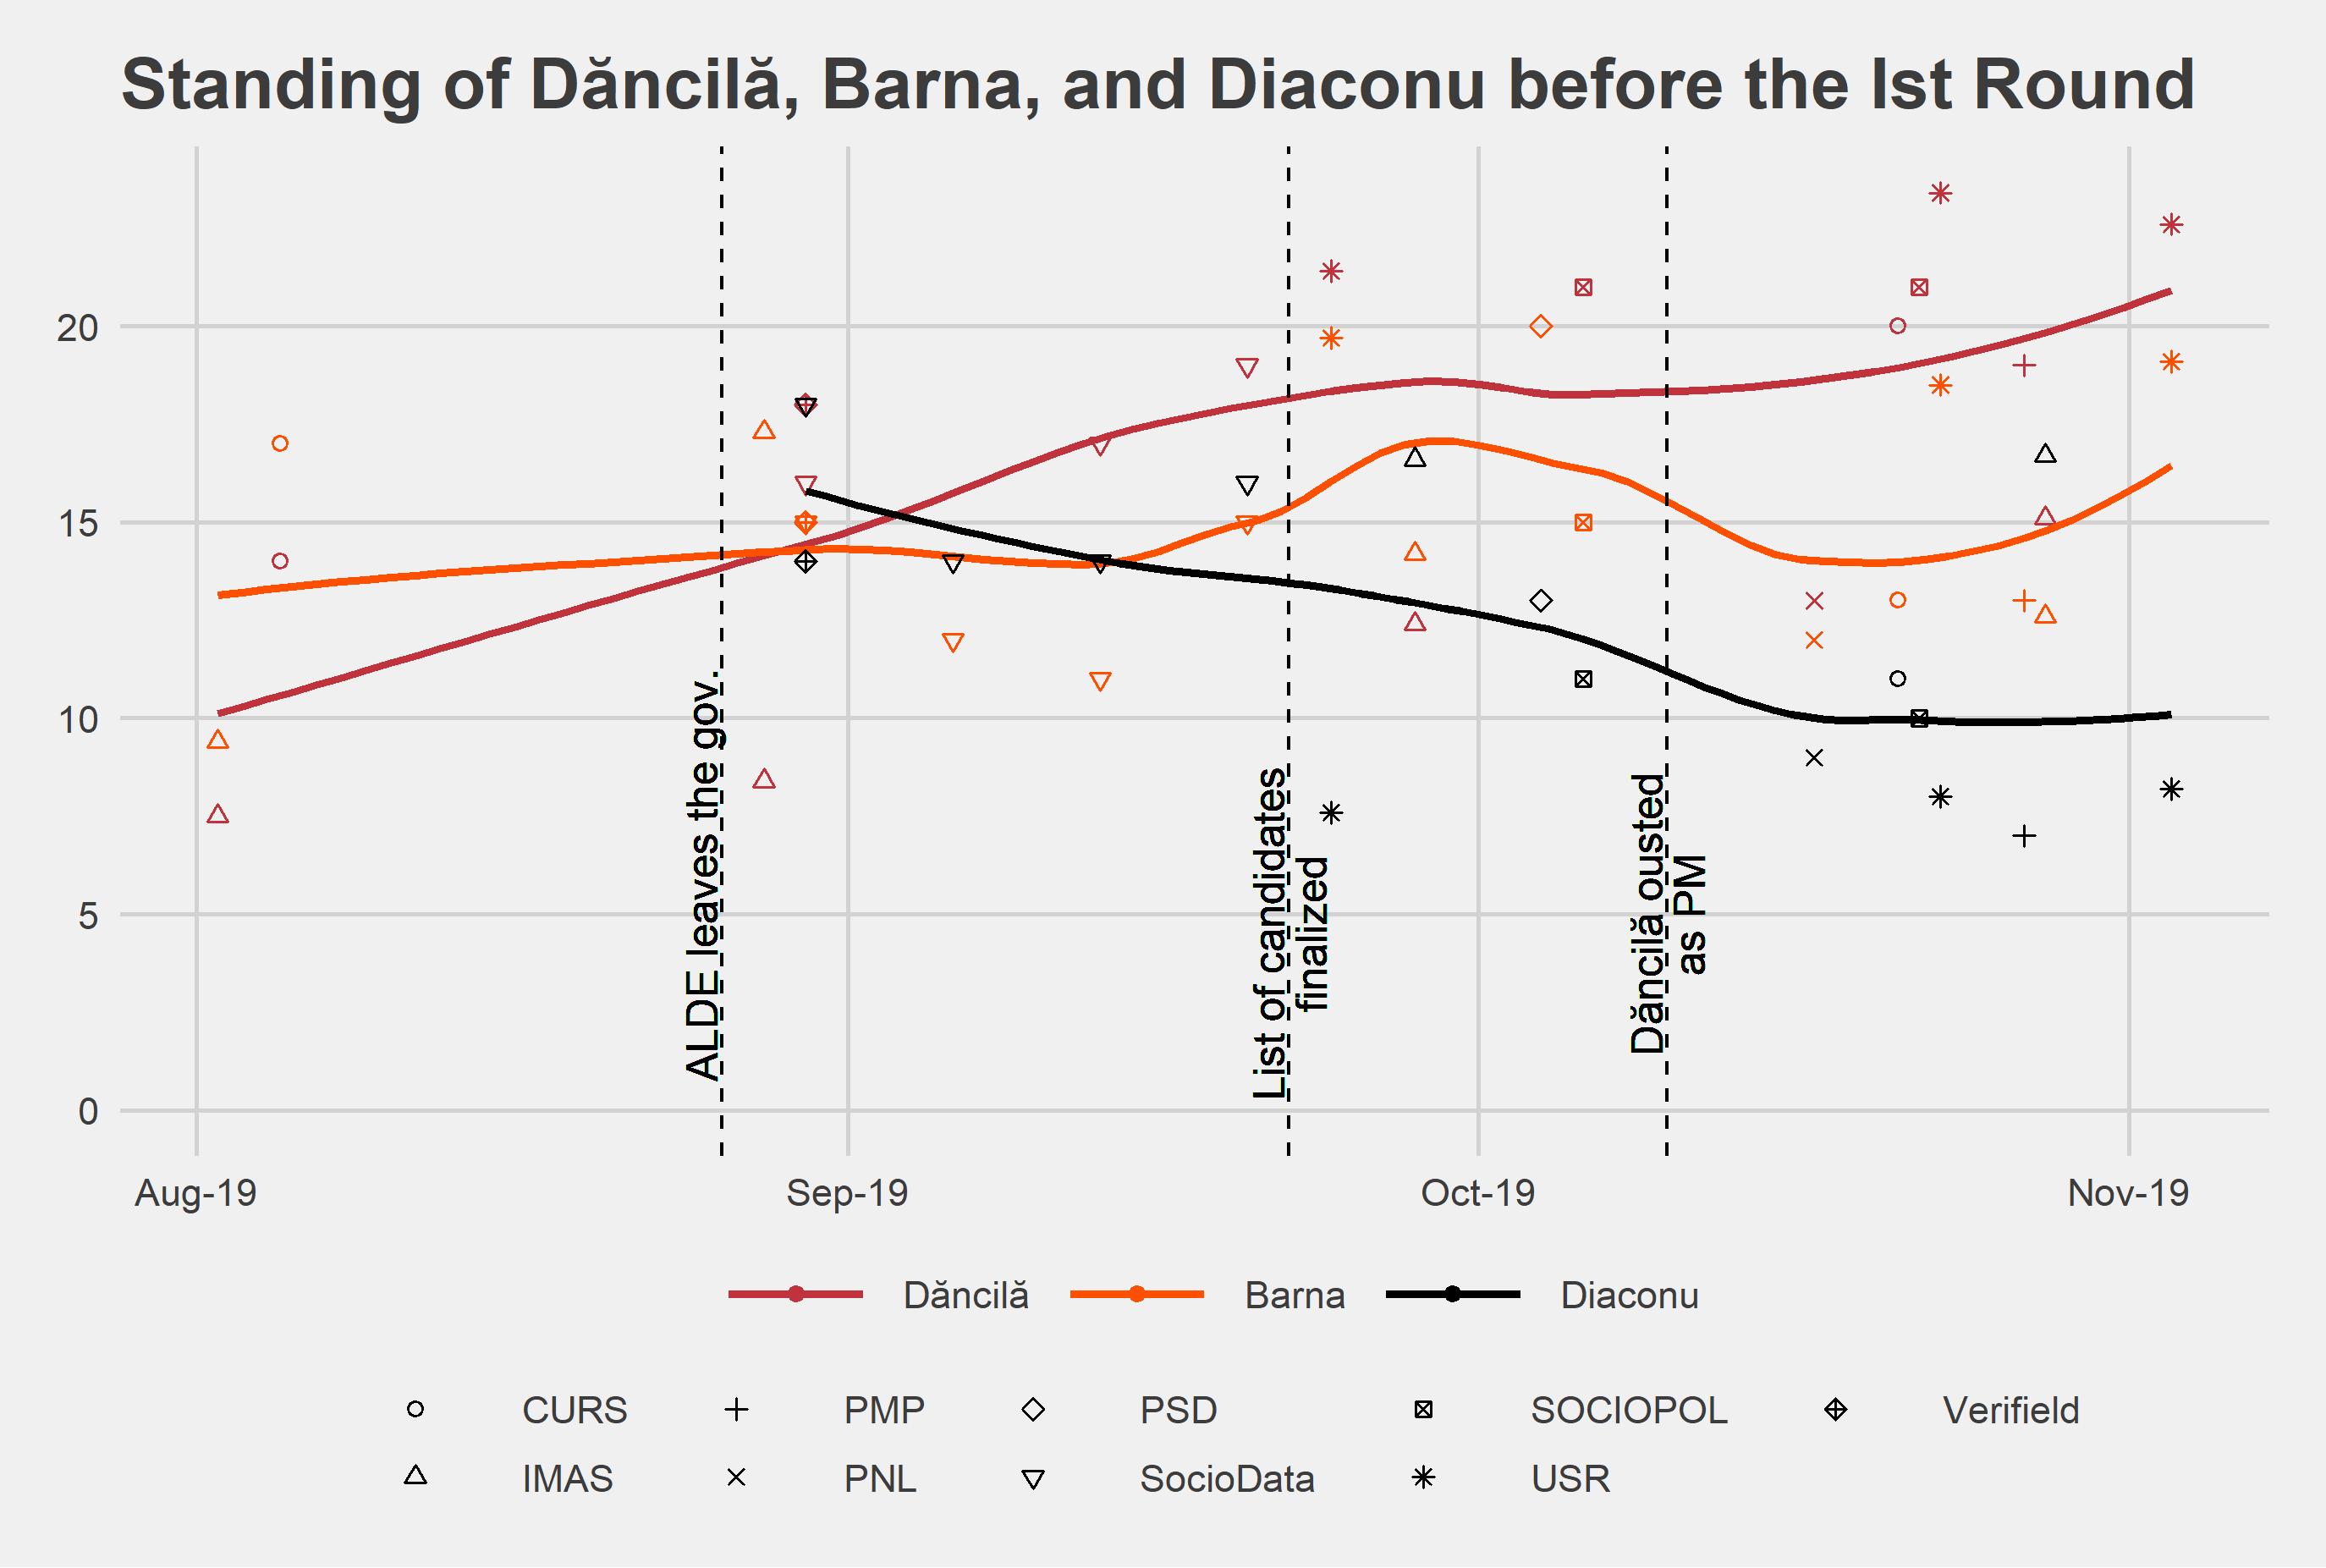 Standing of Dăncilă, Barna, and Diaconu before the Ist Round
20
15
10
5
0
ALDE leaves the gov.
List of candidates
finalized
Dăncilă ousted
as PM
Aug-19 Sep-19 Oct-19 Nov-19
Dăncilă Barna Diaconu
CURS PMP PSD SOCIOPOL Verifield
IMAS PNL SocioData USR